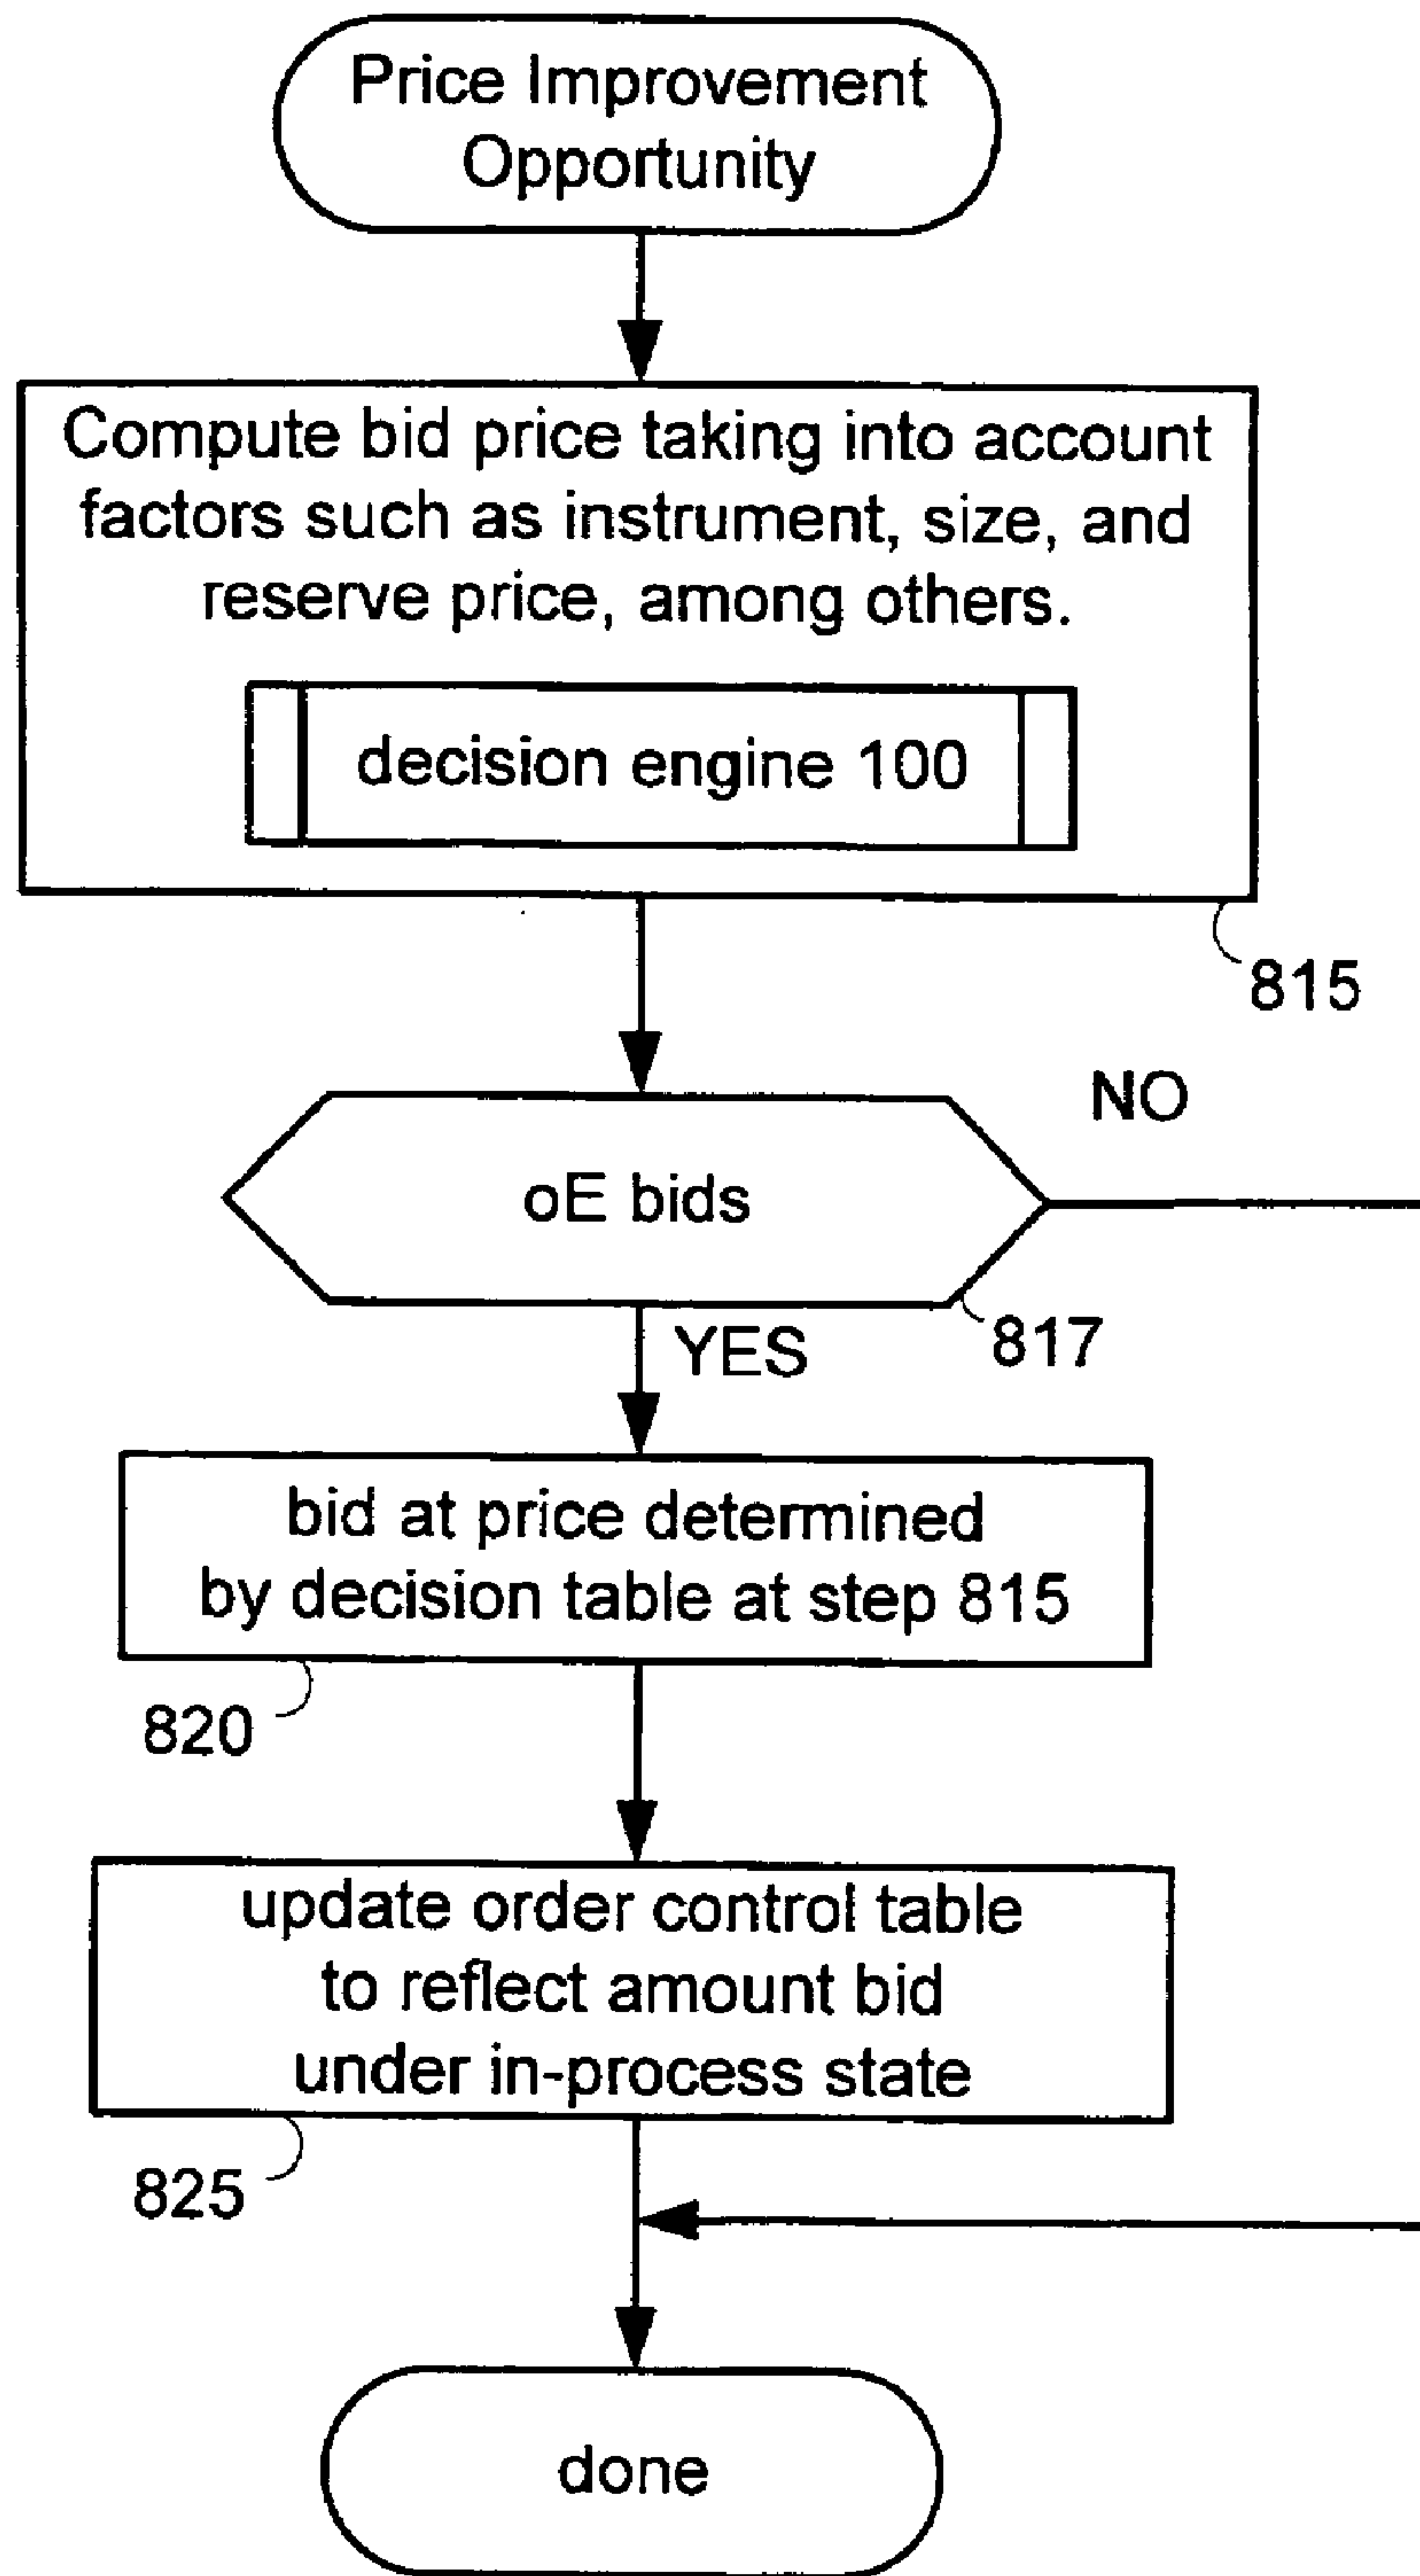 Price Improvement
Opportunity
Compute bid price taking into account
factors such as instrument, size, and
reserve price, among others.
decision engine 100
815
NO
oE bids
817
YES
bid at price determined
by decision table at step 815
820
update order control table
to reflect amount bid
under in-process state
825
done